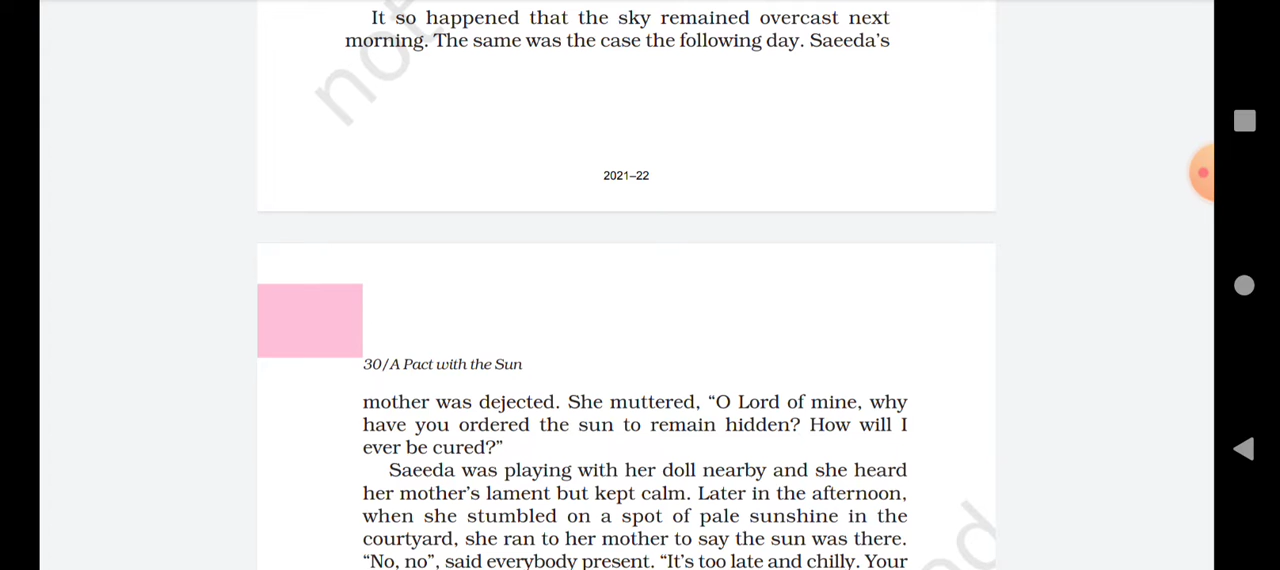 It so happened that the sky remained overcast next
morning. The same was the case the following day. Saeeda's
not
2021–22
30/A Pact with the Sun
mother was dejected. She muttered, “O Lord of mine, why
have you ordered the sun to remain hidden? How will I
ever be cured?”
Saeeda was playing with her doll nearby and she heard
her mother's lament but kept calm. Later in the afternoon,
when she stumbled on a spot of pale sunshine in the
courtyard, she ran to her mother to say the sun was there.
“No, no”, said everybody present. “It's too late and chilly. Your